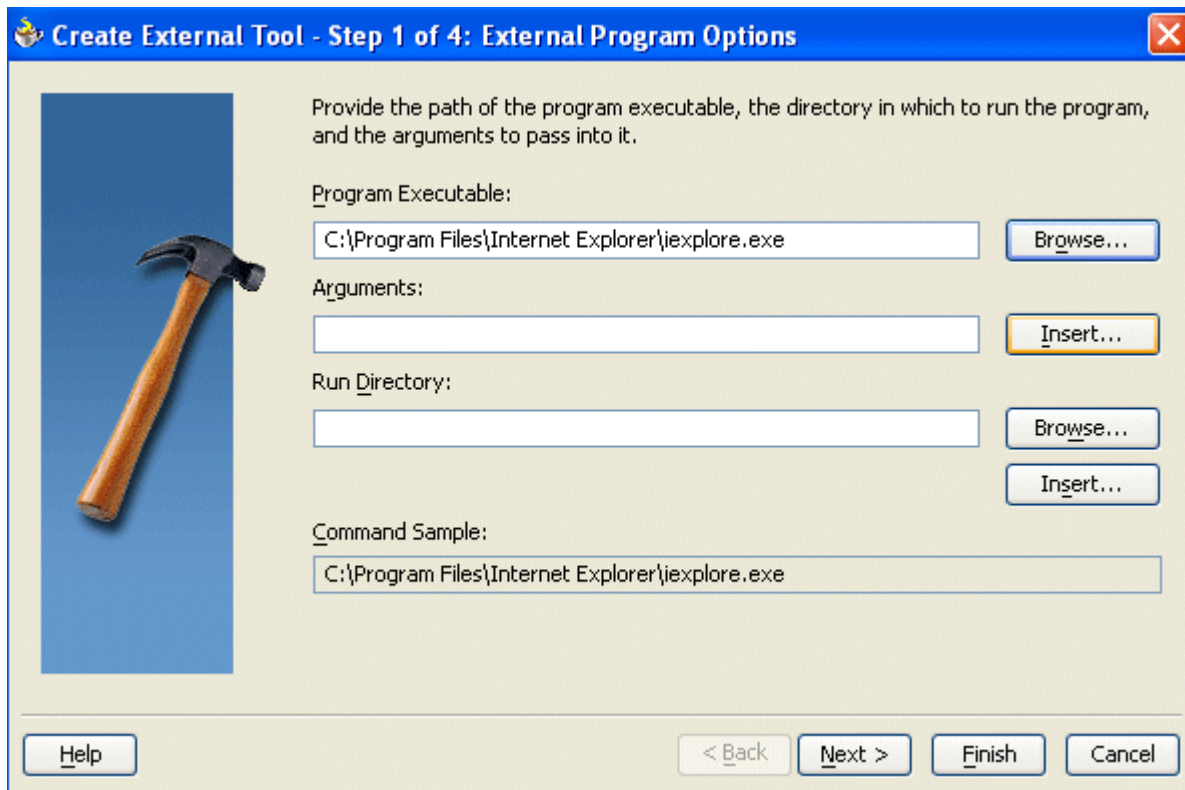 Create External Tool - Step 1 of 4: External Program Options
Provide the path of the program executable, the directory in which to run the program,
and the arguments to pass into it.
Program Executable:
C:\Program Files\Internet Explorer\iexplore.exe
Browse...
Arguments:
Insert...
Run Directory:
Browse...
Insert...
Command Sample:
C:\Program Files\Internet Explorer\iexplore.exe
Help
< Back
Next >
Finish
Cancel